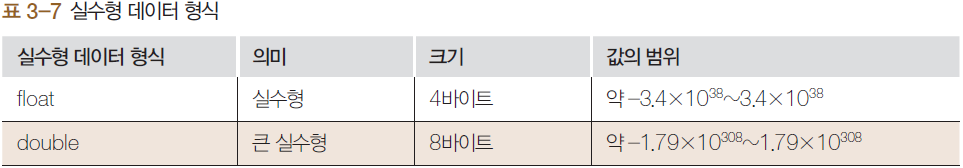 표 3-7 실수형 데이터 형식
실수형 데이터 형식 의미 크기 값의 범위
float 실수형 4바이트 약 -3.4×10³⁸~3.4×10³⁸
double 큰 실수형 8바이트 약 -1.79×10³⁰⁸~1.79×10³⁰⁸